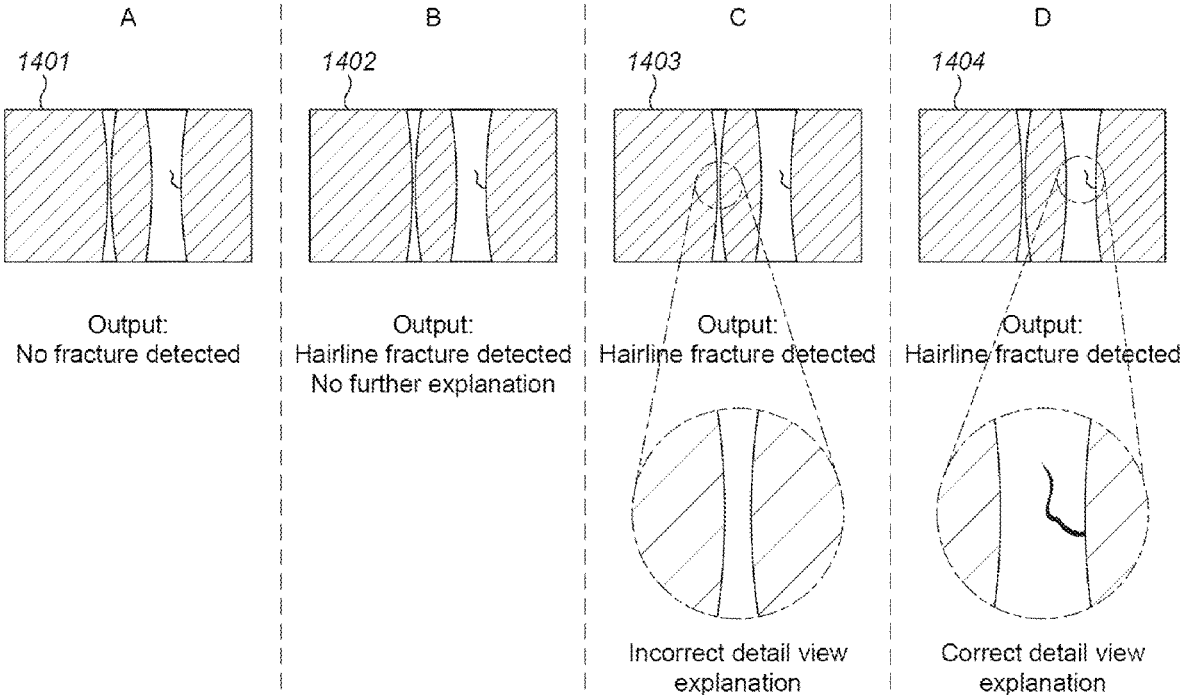 A
1401
Output:
No fracture detected
B
1402
Output:
Hairline fracture detected
No further explanation
C
1403
Output:
Hairline fracture detected
Incorrect detail view
explanation
D
1404
Output:
Hairline fracture detected
Correct detail view
explanation